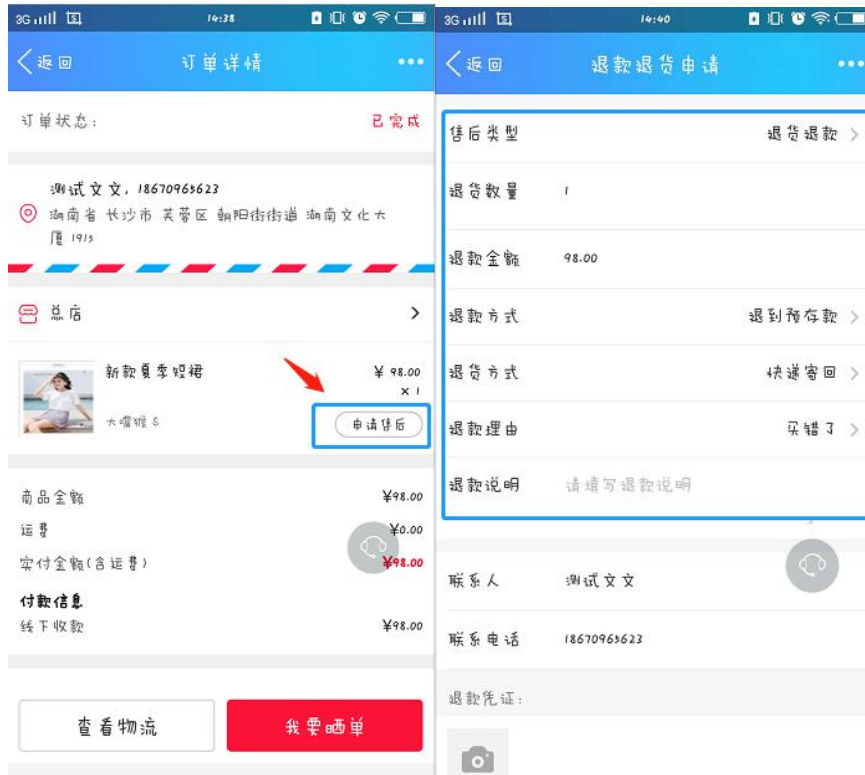 3G 14:38
返回 订单详情
订单状态: 已完成
测试文文, 18670965623
湖南省 长沙市 芙蓉区 朝阳街街道 湖南文化大
厦 1915
总店
新款夏季短裙 ¥ 98.00
× 1
大嘴猴 S 申请售后
商品金额 ¥98.00
运费 ¥0.00
实付金额(含运费) ¥98.00
付款信息
线下收款 ¥98.00
查看物流 我要晒单
3G 14:40
返回 退款退货申请
售后类型 退货退款
退货数量 1
退款金额 98.00
退款方式 退到预存款
退货方式 快递寄回
退款理由 买错了
退款说明 请填写退款说明
联系人 测试文文
联系电话 18670965623
退款凭证: